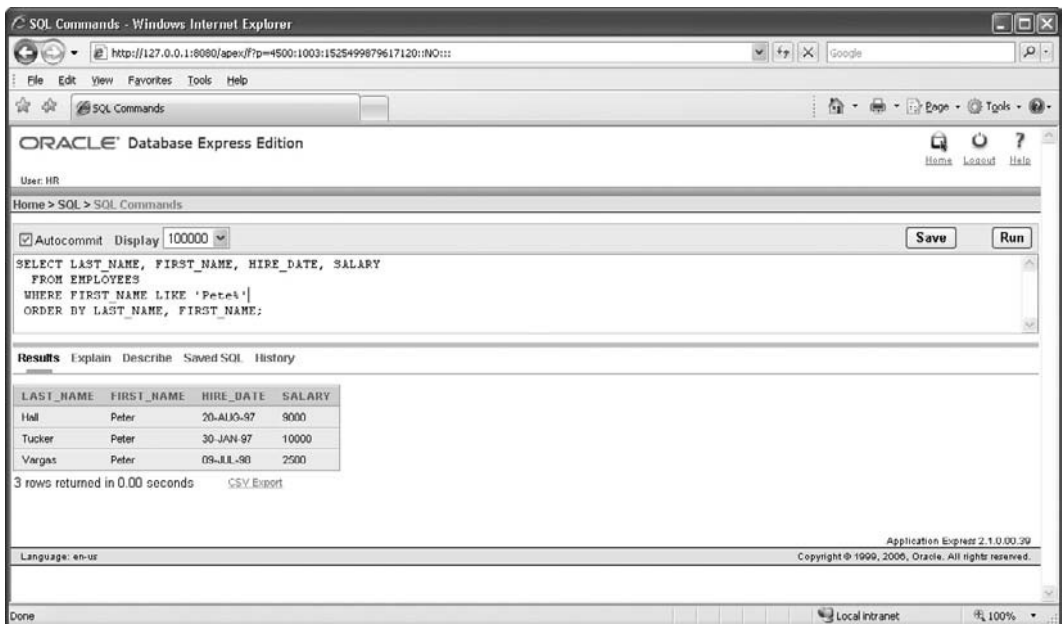 SQL Commands - Windows Internet Explorer
http://127.0.0.1:8080/apex/f?p=4500:1003:1525499879617120::NO:::
Google
File Edit View Favorites Tools Help
SQL Commands
Page Tools
ORACLE Database Express Edition
Home Logout Help
User: HR
Home > SQL > SQL Commands
Autocommit Display 100000
Save Run
SELECT LAST_NAME, FIRST_NAME, HIRE_DATE, SALARY
FROM EMPLOYEES
WHERE FIRST_NAME LIKE 'Pete%'
ORDER BY LAST_NAME, FIRST_NAME;
Results Explain Describe Saved SQL History
LAST_NAME FIRST_NAME HIRE_DATE SALARY
Hall Peter 20-AUG-97 9000
Tucker Peter 30-JAN-97 10000
Vargas Peter 09-JUL-98 2500
3 rows returned in 0.00 seconds CSV Export
Application Express 2.1.0.00.39
Language: en-us Copyright © 1999, 2006, Oracle. All rights reserved.
Done Local intranet 100%